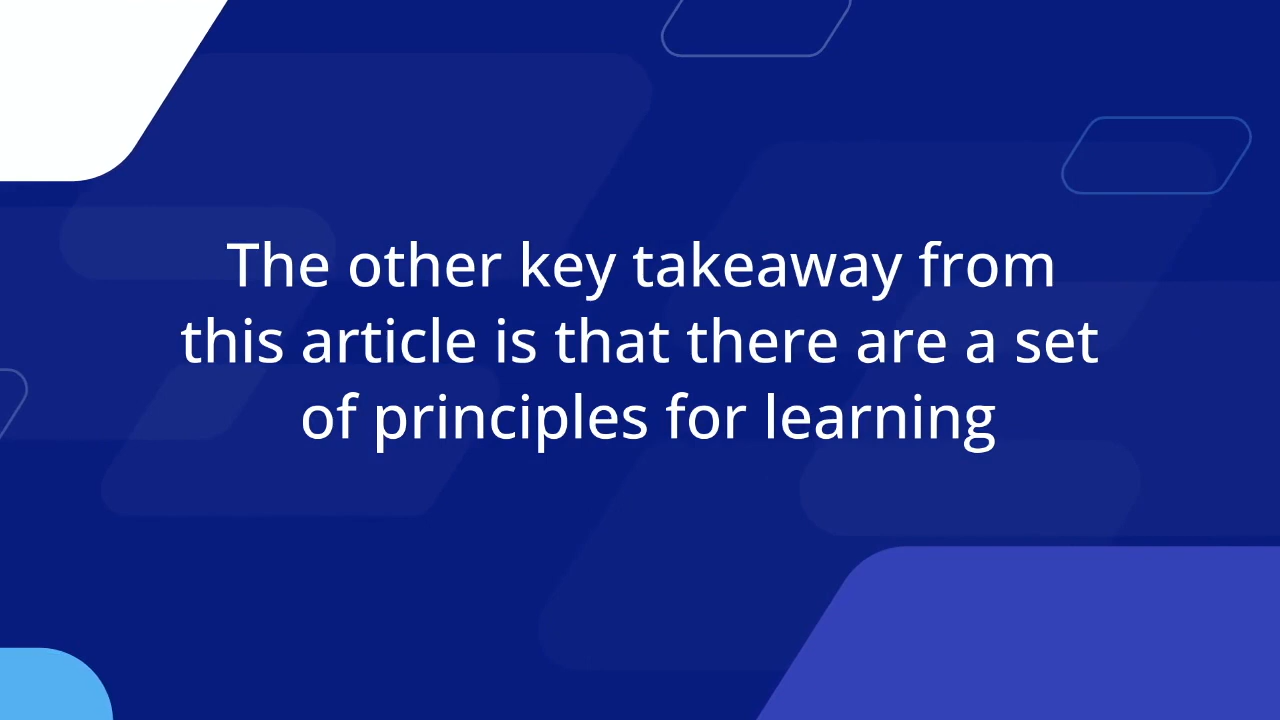 The other key takeaway from
this article is that there are a set
of principles for learning